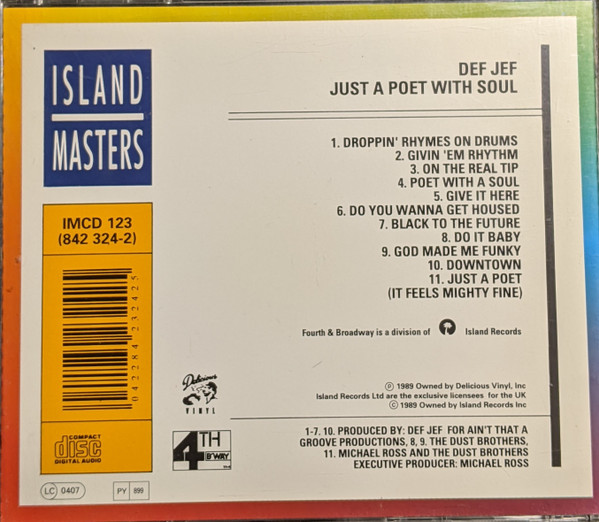 ISLAND
MASTERS
IMCD 123
(842 324-2)
042284232425
COMPACT
disc
DIGITAL AUDIO
LC 0407
PY 899
DEF JEF
JUST A POET WITH SOUL
1. DROPPIN' RHYMES ON DRUMS
2. GIVIN 'EM RHYTHM
3. ON THE REAL TIP
4. POET WITH A SOUL
5. GIVE IT HERE
6. DO YOU WANNA GET HOUSED
7. BLACK TO THE FUTURE
8. DO IT BABY
9. GOD MADE ME FUNKY
10. DOWNTOWN
11. JUST A POET
(IT FEELS MIGHTY FINE)
Fourth & Broadway is a division of Island Records
Delicious
VINYL
4TH
B'WAY
Ⓟ 1989 Owned by Delicious Vinyl, Inc
Island Records Ltd are the exclusive licensees for the UK
© 1989 Owned by Island Records Inc
1-7. 10. PRODUCED BY: DEF JEF FOR AIN'T THAT A
GROOVE PRODUCTIONS, 8, 9. THE DUST BROTHERS,
11. MICHAEL ROSS AND THE DUST BROTHERS
EXECUTIVE PRODUCER: MICHAEL ROSS